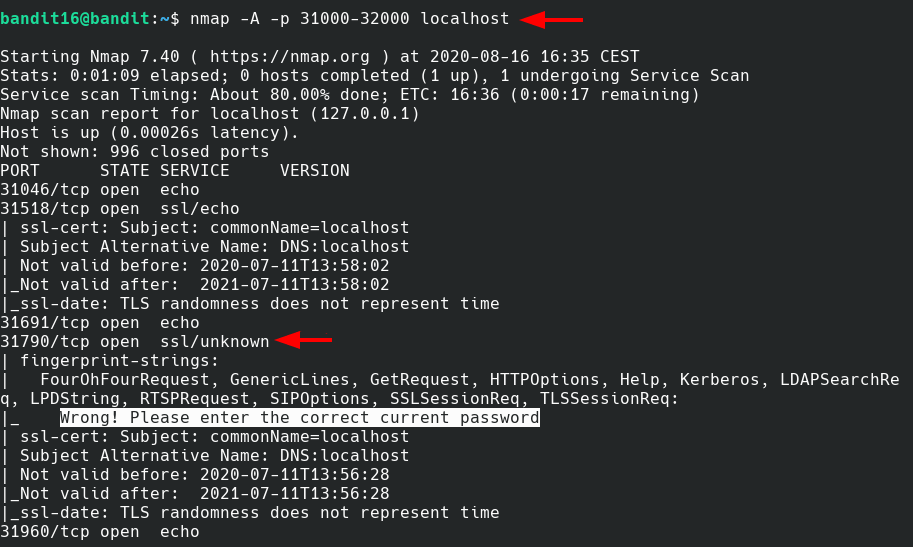 bandit16@bandit:~$ nmap -A -p 31000-32000 localhost
Starting Nmap 7.40 ( https://nmap.org ) at 2020-08-16 16:35 CEST
Stats: 0:01:09 elapsed; 0 hosts completed (1 up), 1 undergoing Service Scan
Service scan Timing: About 80.00% done; ETC: 16:36 (0:00:17 remaining)
Nmap scan report for localhost (127.0.0.1)
Host is up (0.00026s latency).
Not shown: 996 closed ports
PORT      STATE SERVICE     VERSION
31046/tcp open  echo
31518/tcp open  ssl/echo
| ssl-cert: Subject: commonName=localhost
| Subject Alternative Name: DNS:localhost
| Not valid before: 2020-07-11T13:58:02
|_Not valid after:  2021-07-11T13:58:02
|_ssl-date: TLS randomness does not represent time
31691/tcp open  echo
31790/tcp open  ssl/unknown
| fingerprint-strings:
|   FourOhFourRequest, GenericLines, GetRequest, HTTPOptions, Help, Kerberos, LDAPSearchRe
q, LPDString, RTSPRequest, SIPOptions, SSLSessionReq, TLSSessionReq:
|_    Wrong! Please enter the correct current password
| ssl-cert: Subject: commonName=localhost
| Subject Alternative Name: DNS:localhost
| Not valid before: 2020-07-11T13:56:28
|_Not valid after:  2021-07-11T13:56:28
|_ssl-date: TLS randomness does not represent time
31960/tcp open  echo